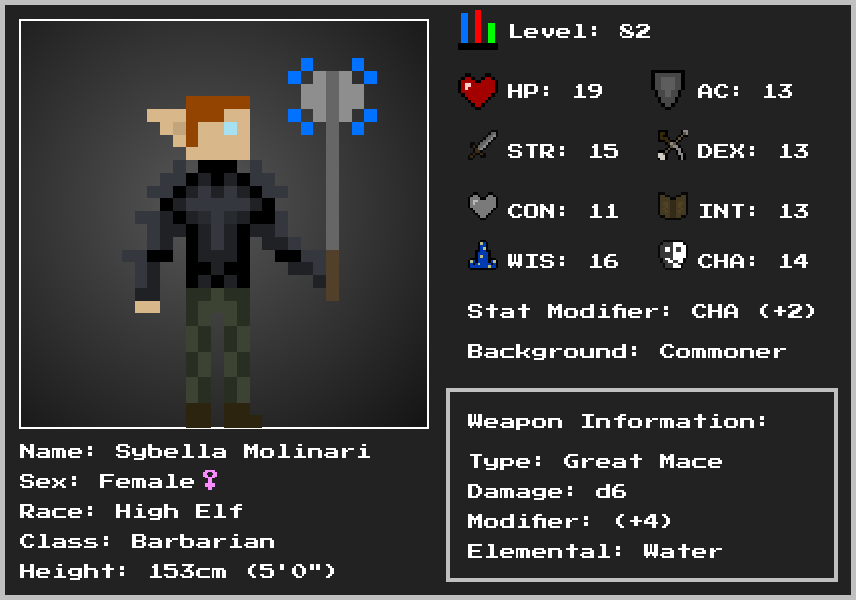 Level: 82
HP: 19
AC: 13
STR: 15
DEX: 13
CON: 11
INT: 13
WIS: 16
CHA: 14
Stat Modifier: CHA (+2)
Background: Commoner
Weapon Information:
Type: Great Mace
Damage: d6
Modifier: (+4)
Elemental: Water
Name: Sybella Molinari
Sex: Female♀
Race: High Elf
Class: Barbarian
Height: 153cm (5'0")